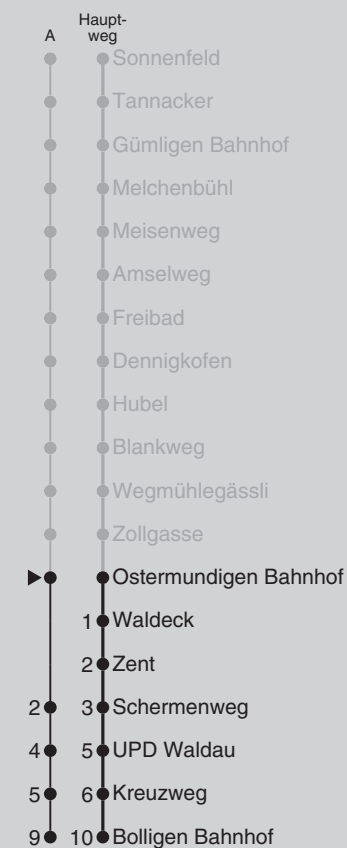 Haupt-
A weg
Sonnenfeld
Tannacker
Gümligen Bahnhof
Melchenbühl
Meisenweg
Amselweg
Freibad
Dennigkofen
Hubel
Blankweg
Wegmühlegässli
Zollgasse
Ostermundigen Bahnhof
1 Waldeck
2 Zent
2 3 Schermenweg
4 5 UPD Waldau
5 6 Kreuzweg
9 10 Bolligen Bahnhof